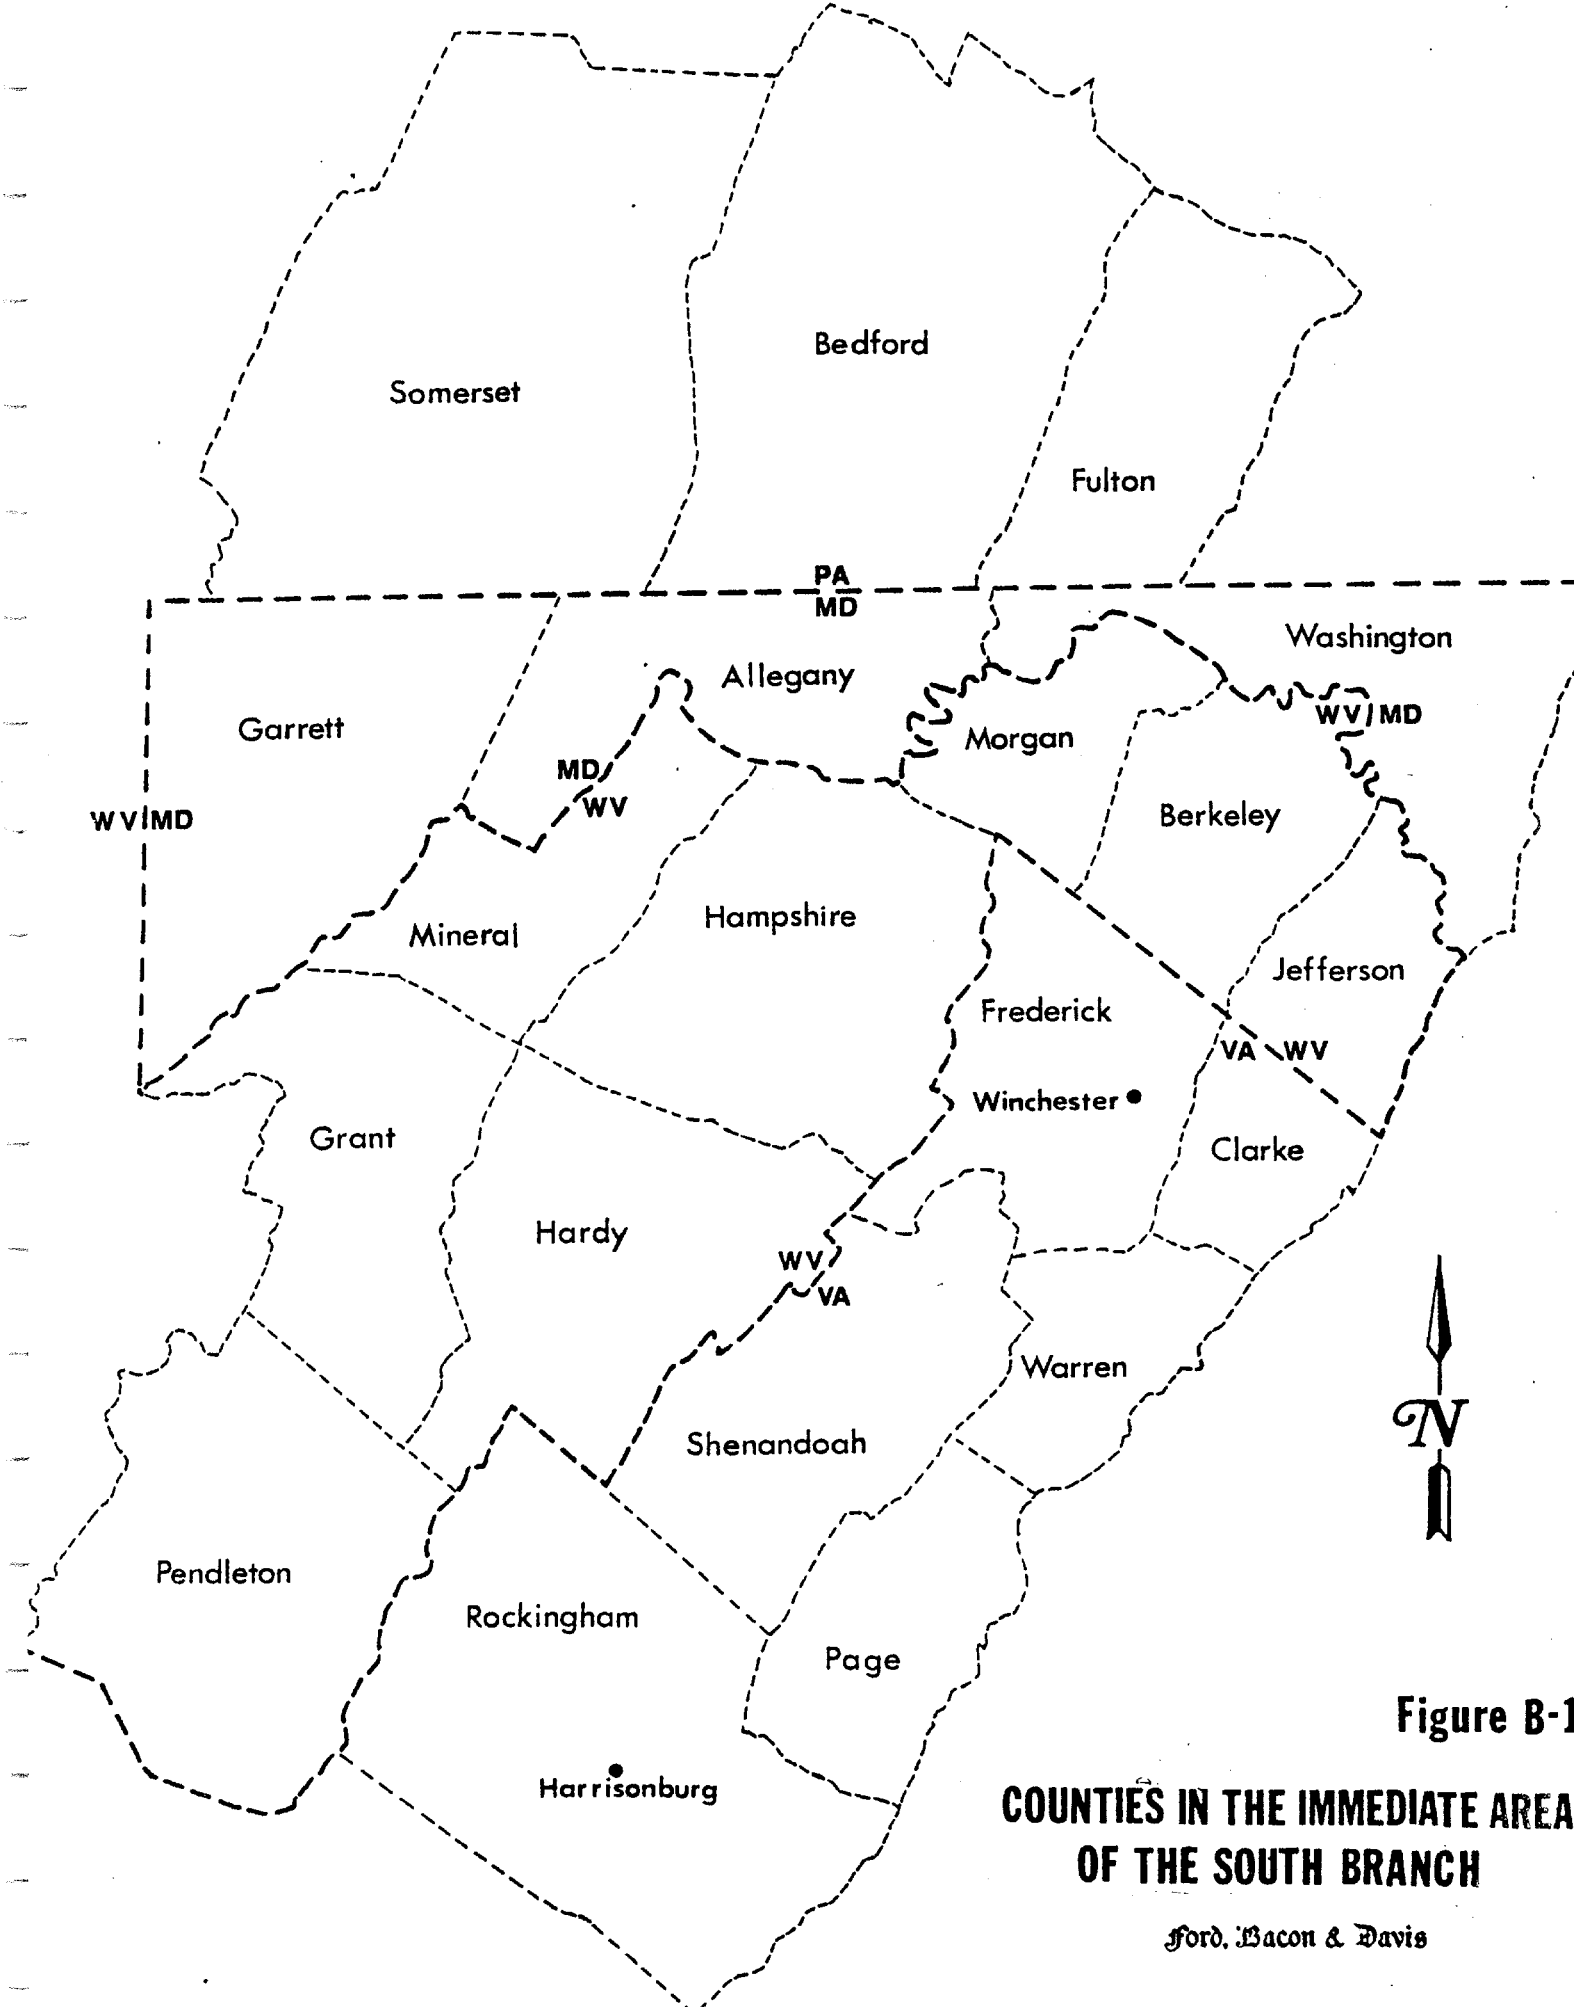 Bedford
Somerset
Fulton
PA
MD
Washington
Allegany
WV MD
Garrett
Morgan
MD
WV
WV MD
Berkeley
Hampshire
Mineral
Jefferson
Frederick
VA WV
Winchester
Grant
Clarke
Hardy
WV
VA
Warren
N
Shenandoah
Pendleton
Rockingham
Page
Figure B-1
Harrisonburg
COUNTIES IN THE IMMEDIATE AREA
OF THE SOUTH BRANCH
Ford, Bacon & Davis